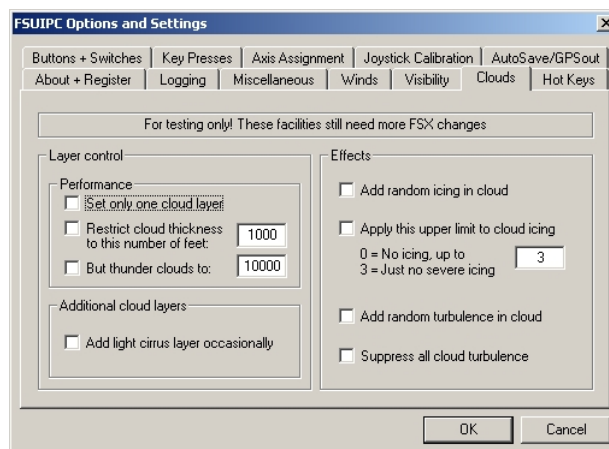 FSUIPC Options and Settings
Buttons + Switches
Key Presses
Axis Assignment
Joystick Calibration
AutoSave/GPSout
About + Register
Logging
Miscellaneous
Winds
Visibility
Clouds
Hot Keys
For testing only! These facilities still need more FSX changes
Layer control
Performance
Set only one cloud layer
Restrict cloud thickness
to this number of feet:
1000
But thunder clouds to:
10000
Additional cloud layers
Add light cirrus layer occasionally
Effects
Add random icing in cloud
Apply this upper limit to cloud icing
0 = No icing, up to
3 = Just no severe icing
3
Add random turbulence in cloud
Suppress all cloud turbulence
OK
Cancel